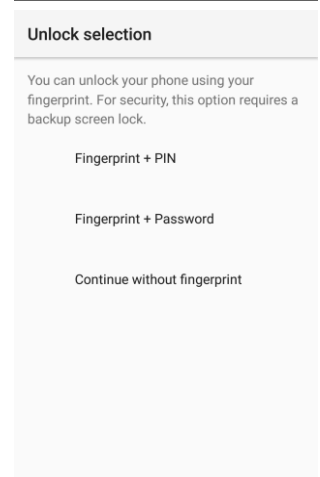 Unlock selection
You can unlock your phone using your
fingerprint. For security, this option requires a
backup screen lock.
Fingerprint + PIN
Fingerprint + Password
Continue without fingerprint